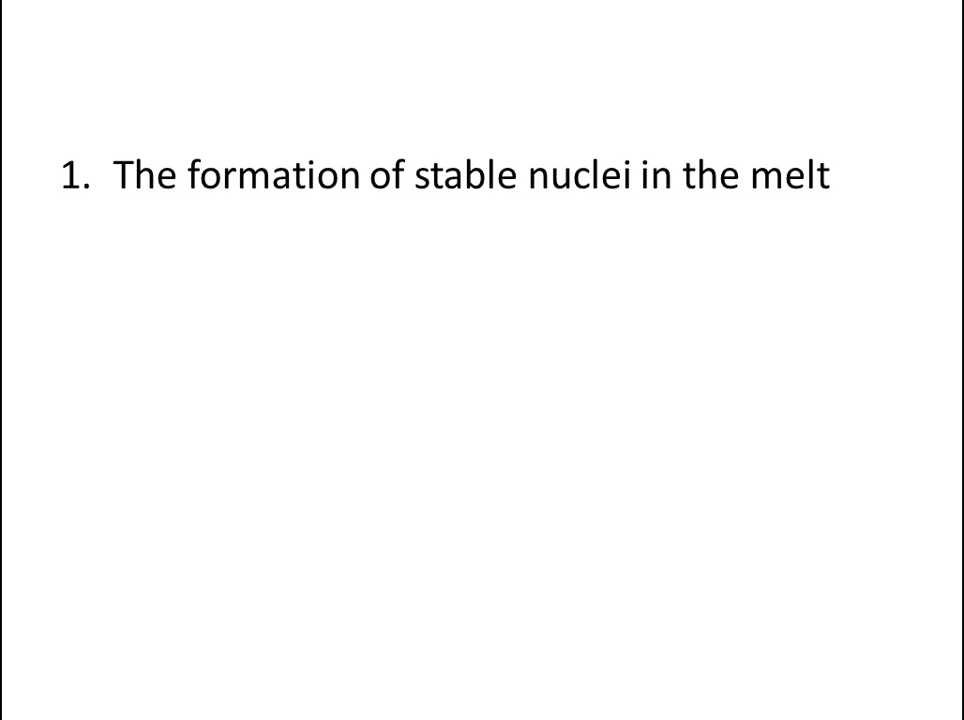 1. The formation of stable nuclei in the melt